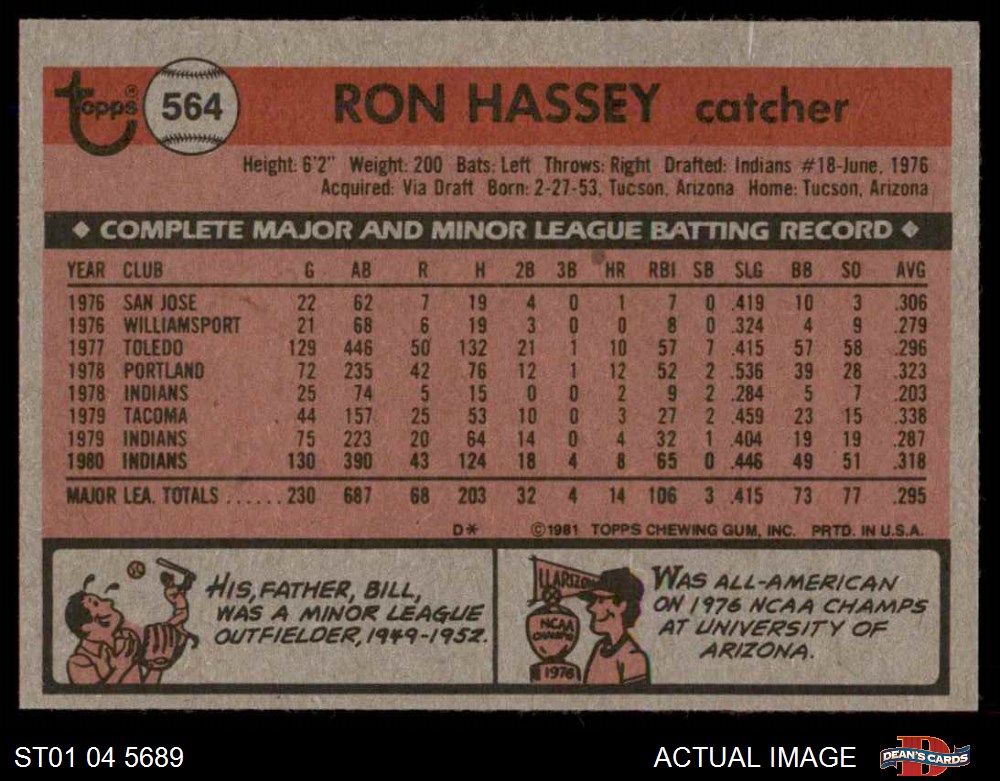 topps® 564 RON HASSEY catcher
Height: 6'2" Weight: 200 Bats: Left Throws: Right Drafted: Indians #18-June, 1976
Acquired: Via Draft Born: 2-27-53, Tucson, Arizona Home: Tucson, Arizona
◆ COMPLETE MAJOR AND MINOR LEAGUE BATTING RECORD ◆
YEAR CLUB G AB R H 2B 3B HR RBI SB SLG BB SO AVG
1976 SAN JOSE 22 62 7 19 4 0 1 7 0 .419 10 3 .306
1976 WILLIAMSPORT 21 68 6 19 3 0 0 8 0 .324 4 9 .279
1977 TOLEDO 129 446 50 132 21 1 10 57 7 .415 57 58 .296
1978 PORTLAND 72 235 42 76 12 1 12 52 2 .536 39 28 .323
1978 INDIANS 25 74 5 15 0 0 2 9 2 .284 5 7 .203
1979 TACOMA 44 157 25 53 10 0 3 27 2 .459 23 15 .338
1979 INDIANS 75 223 20 64 14 0 4 32 1 .404 19 19 .287
1980 INDIANS 130 390 43 124 18 4 8 65 0 .446 49 51 .318
MAJOR LEA. TOTALS ......230 687 68 203 32 4 14 106 3 .415 73 77 .295
D* ©1981 TOPPS CHEWING GUM, INC. PRTD. IN U.S.A.
HIS, FATHER, BILL,
WAS A MINOR LEAGUE
OUTFIELDER, 1949-1952.
NCAA
CHAMPS
1976
WAS ALL-AMERICAN
ON 1976 NCAA CHAMPS
AT UNIVERSITY OF
ARIZONA.
ST01 04 5689 ACTUAL IMAGE DEAN'S CARDS